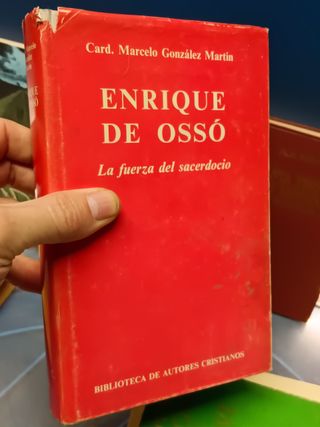 Card. Marcelo González Martín
ENRIQUE
DE OSSÓ
La fuerza del sacerdocio
BIBLIOTECA DE AUTORES CRISTIANOS